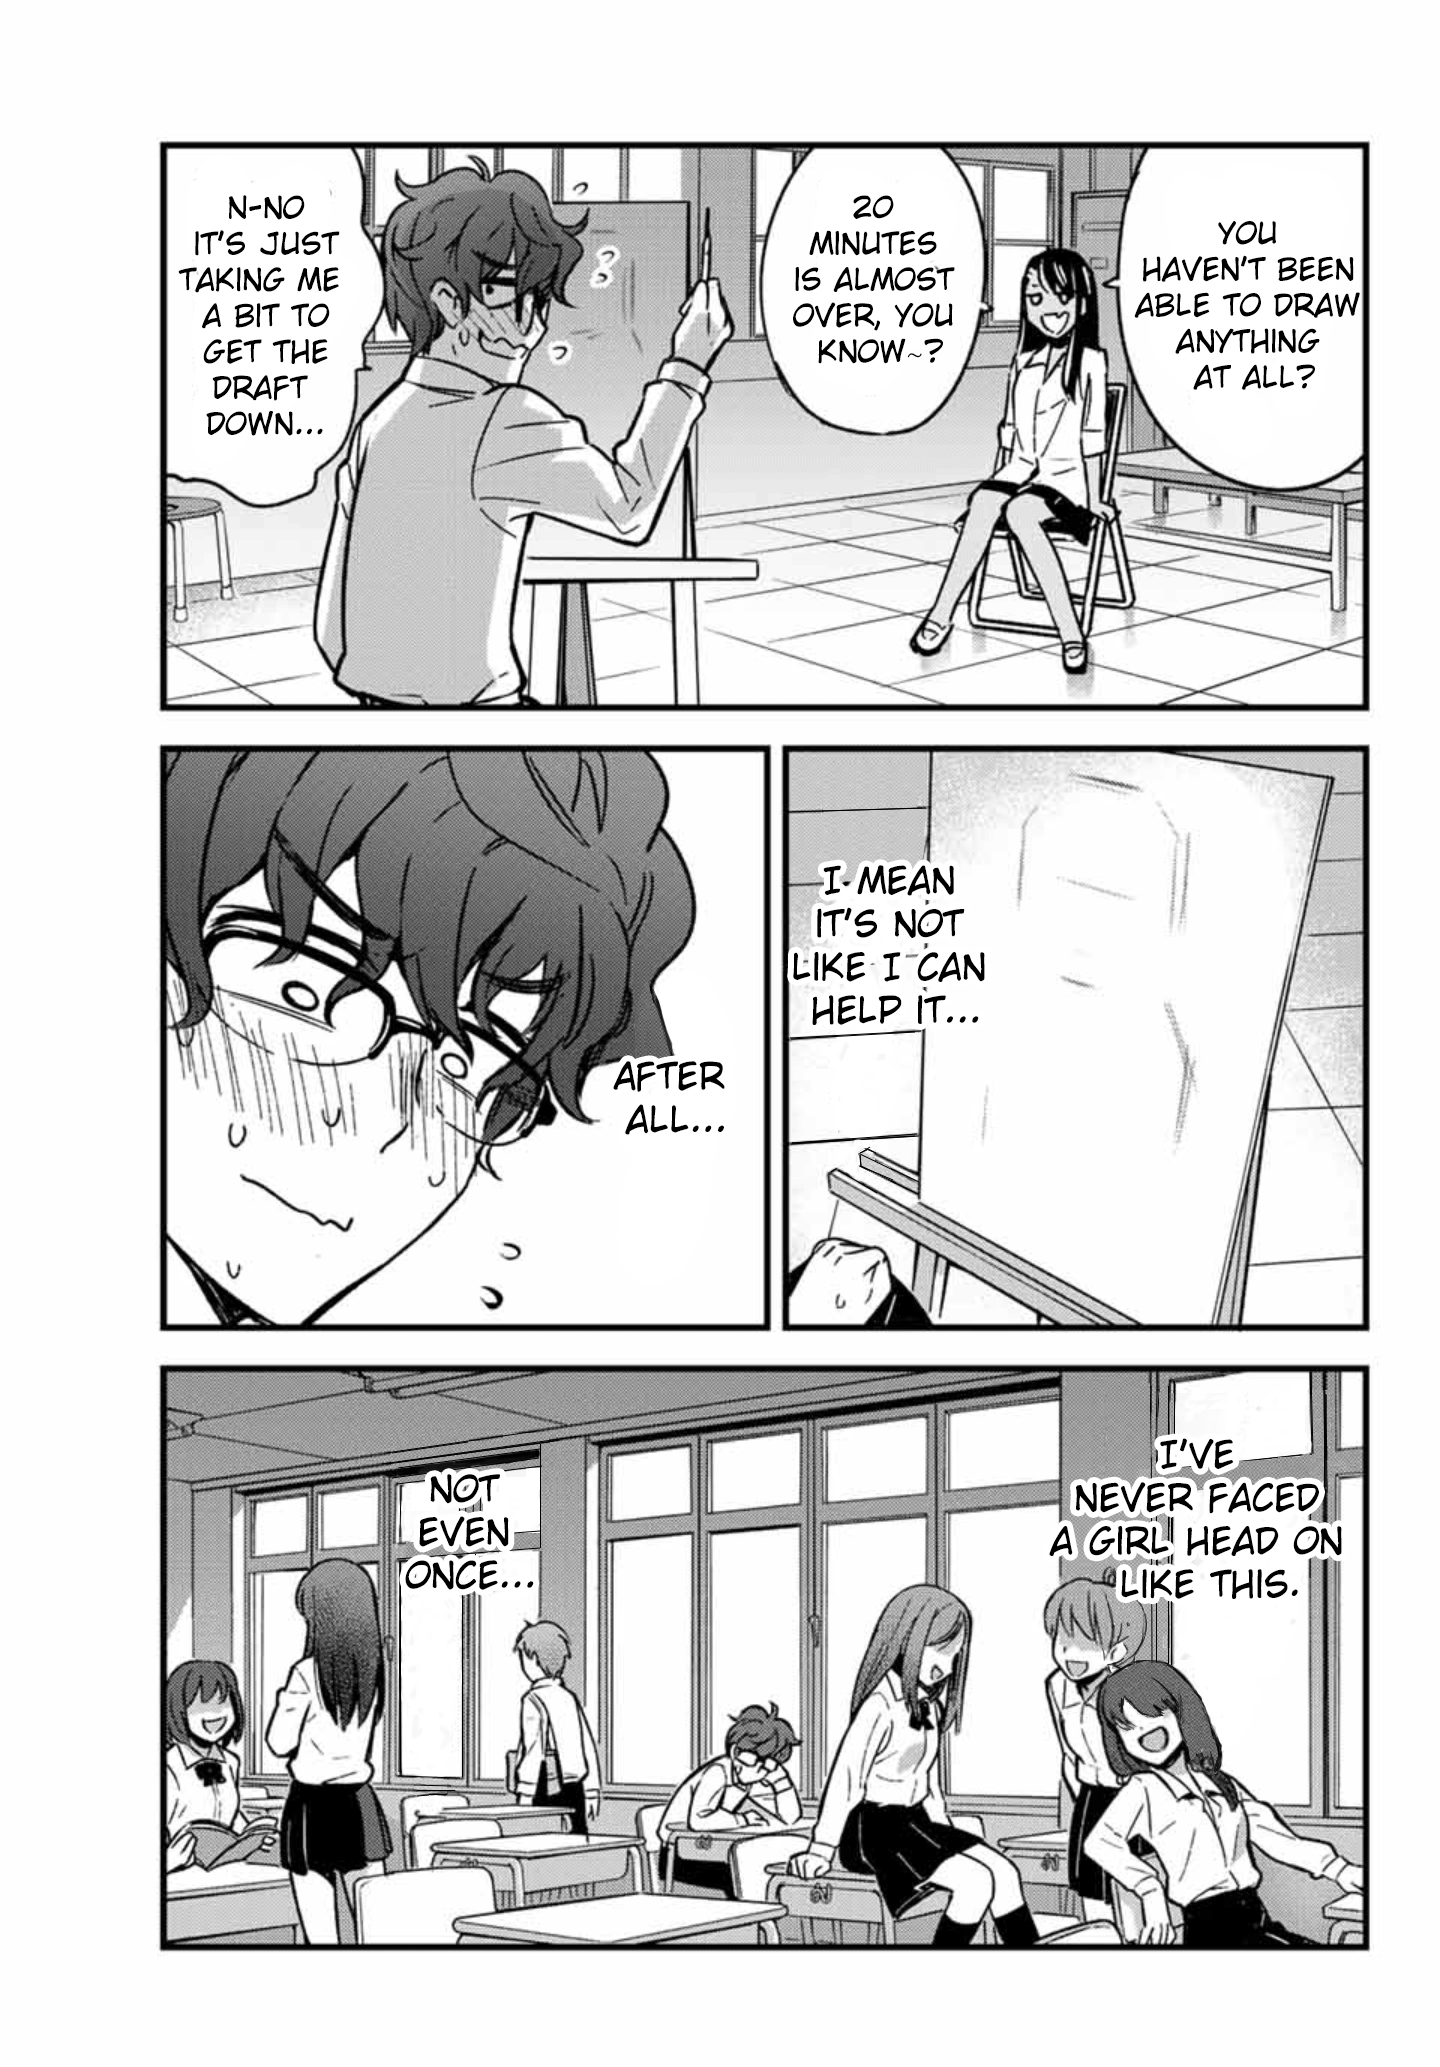 YOU
HAVEN'T BEEN
ABLE TO DRAW
ANYTHING
AT ALL?
20
MINUTES
IS ALMOST
OVER, YOU
KNOW~?
N-NO
IT'S JUST
TAKING ME
A BIT TO
GET THE
DRAFT
DOWN...
I MEAN
IT'S NOT
LIKE I CAN
HELP IT...
AFTER
ALL...
I'VE
NEVER FACED
A GIRL HEAD ON
LIKE THIS.
NOT
EVEN
ONCE...